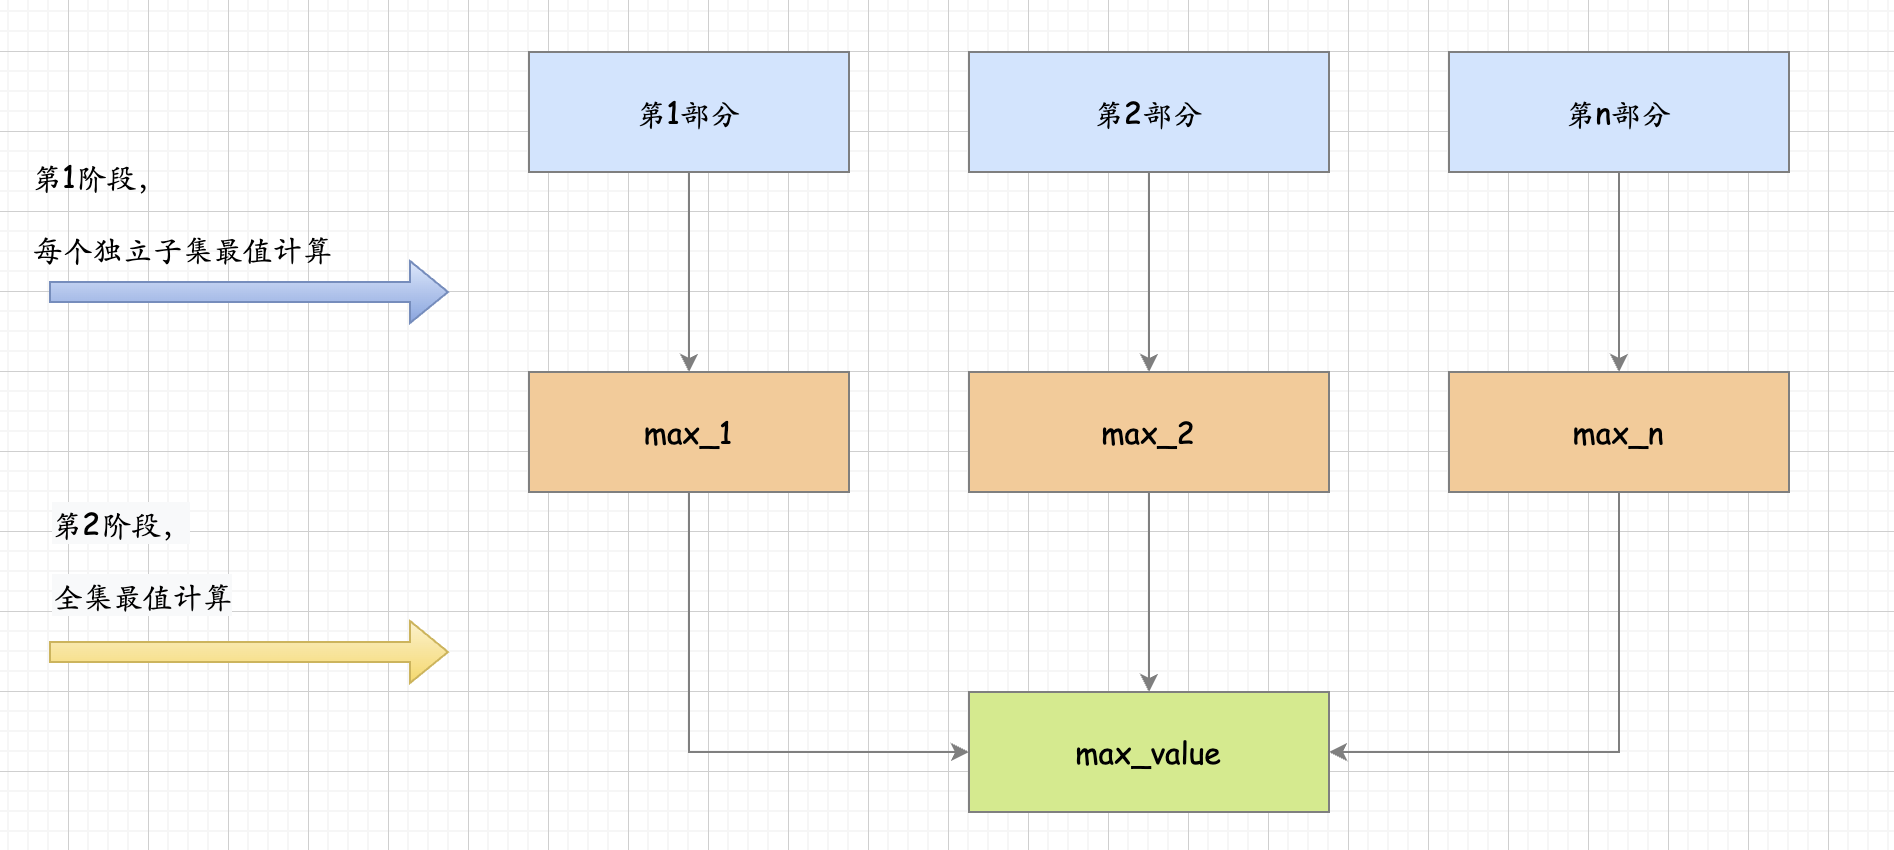 第1部分
第2部分
第n部分
第1阶段，
每个独立子集最值计算
max_1
max_2
max_n
第2阶段，
全集最值计算
max_value